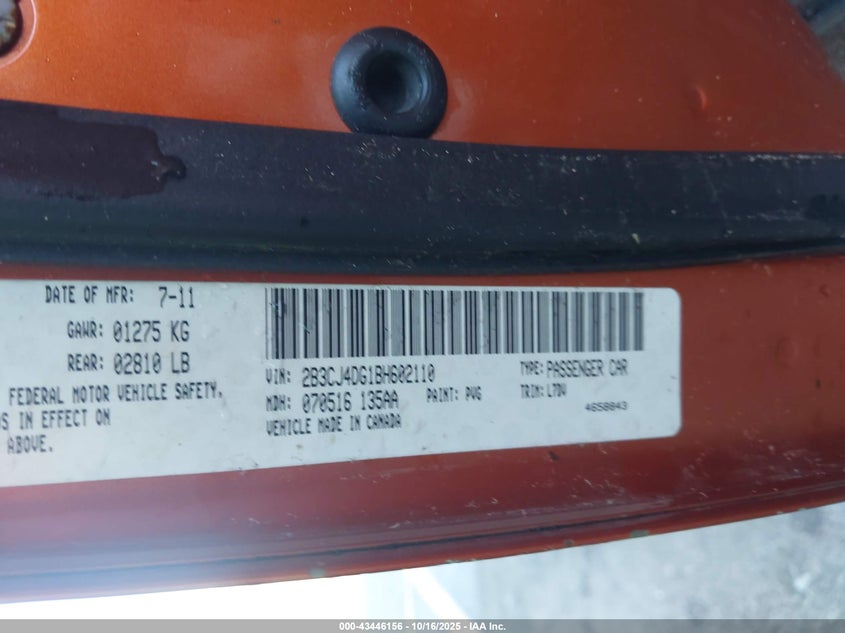 DATE OF MFR: 7-11
GAWR: 01275 KG
REAR: 02810 LB
FEDERAL MOTOR VEHICLE SAFETY,
S IN EFFECT ON
ABOVE.
VIN: 2B3CJ4DG1BH602110
TYPE: PASSENGER CAR
MDH: 070516 135AA
PAINT: PVG
TRIM: L7DV
VEHICLE MADE IN CANADA
4658643
000-43446156 - 10/16/2025 - IAA Inc.